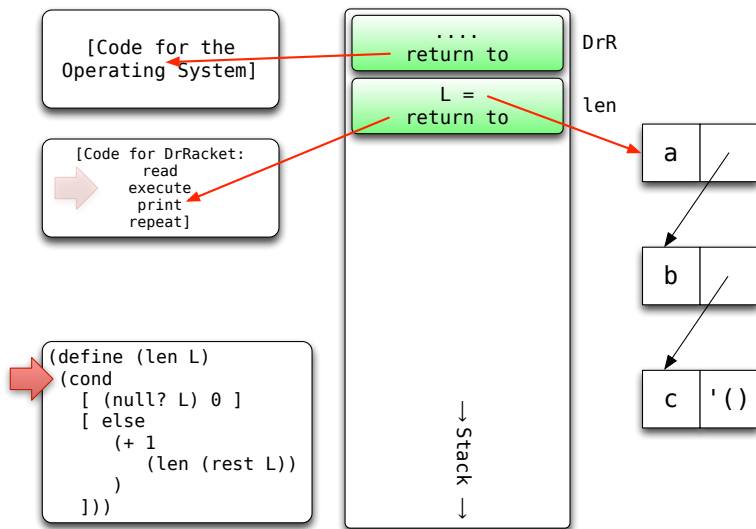 [Code for the
Operating System]
....
return to
DrR
L =
return to
len
[Code for DrRacket:
read
execute
print
repeat]
a
b
c
'()
(define (len L)
(cond
[ (null? L) 0 ]
[ else
(+ 1
(len (rest L))
)
]))
→Stack →